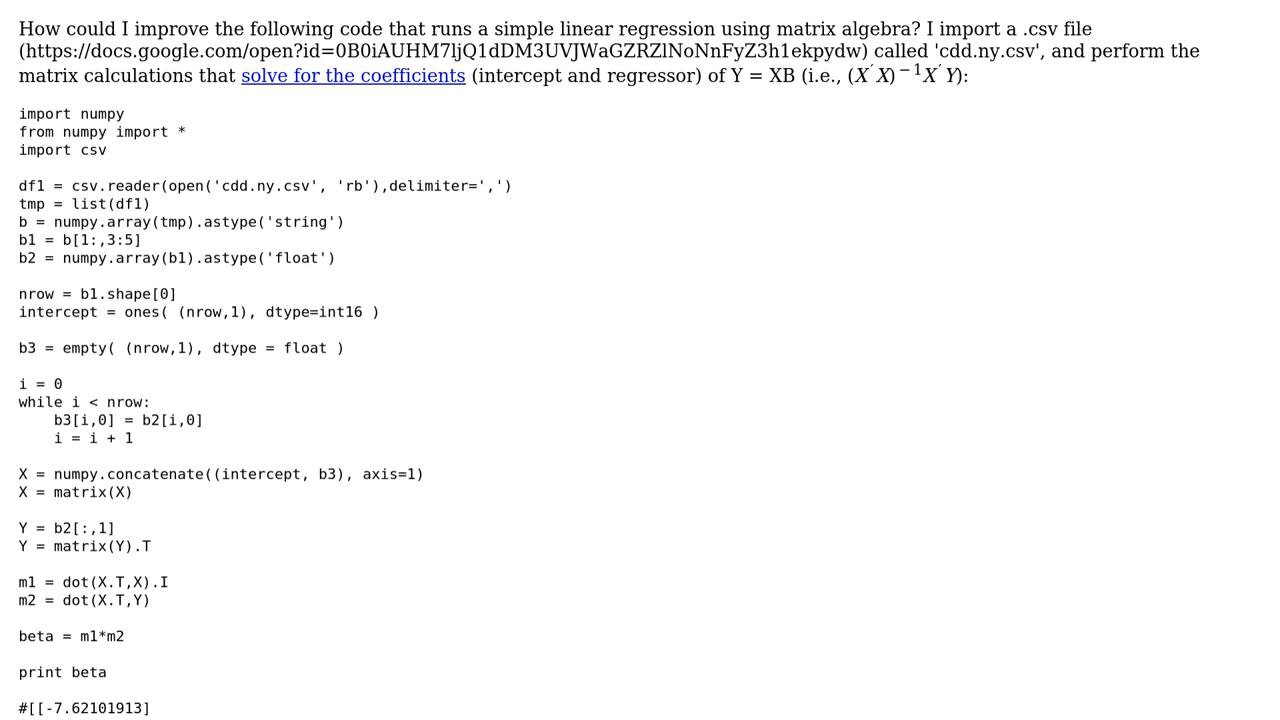 How could I improve the following code that runs a simple linear regression using matrix algebra? I import a .csv file
(https://docs.google.com/open?id=0B0iAUHM7ljQ1dDM3UVJWaGZRZlNoNnFyZ3h1ekpydw) called 'cdd.ny.csv', and perform the
matrix calculations that solve for the coefficients (intercept and regressor) of Y = XB (i.e., (X′X)−1X′Y):
import numpy
from numpy import *
import csv
df1 = csv.reader(open('cdd.ny.csv', 'rb'),delimiter=',')
tmp = list(df1)
b = numpy.array(tmp).astype('string')
b1 = b[1:,3:5]
b2 = numpy.array(b1).astype('float')
nrow = b1.shape[0]
intercept = ones( (nrow,1), dtype=int16 )
b3 = empty( (nrow,1), dtype = float )
i = 0
while i < nrow:
    b3[i,0] = b2[i,0]
    i = i + 1
X = numpy.concatenate((intercept, b3), axis=1)
X = matrix(X)
Y = b2[:,1]
Y = matrix(Y).T
m1 = dot(X.T,X).I
m2 = dot(X.T,Y)
beta = m1*m2
print beta
#[[-7.62101913]